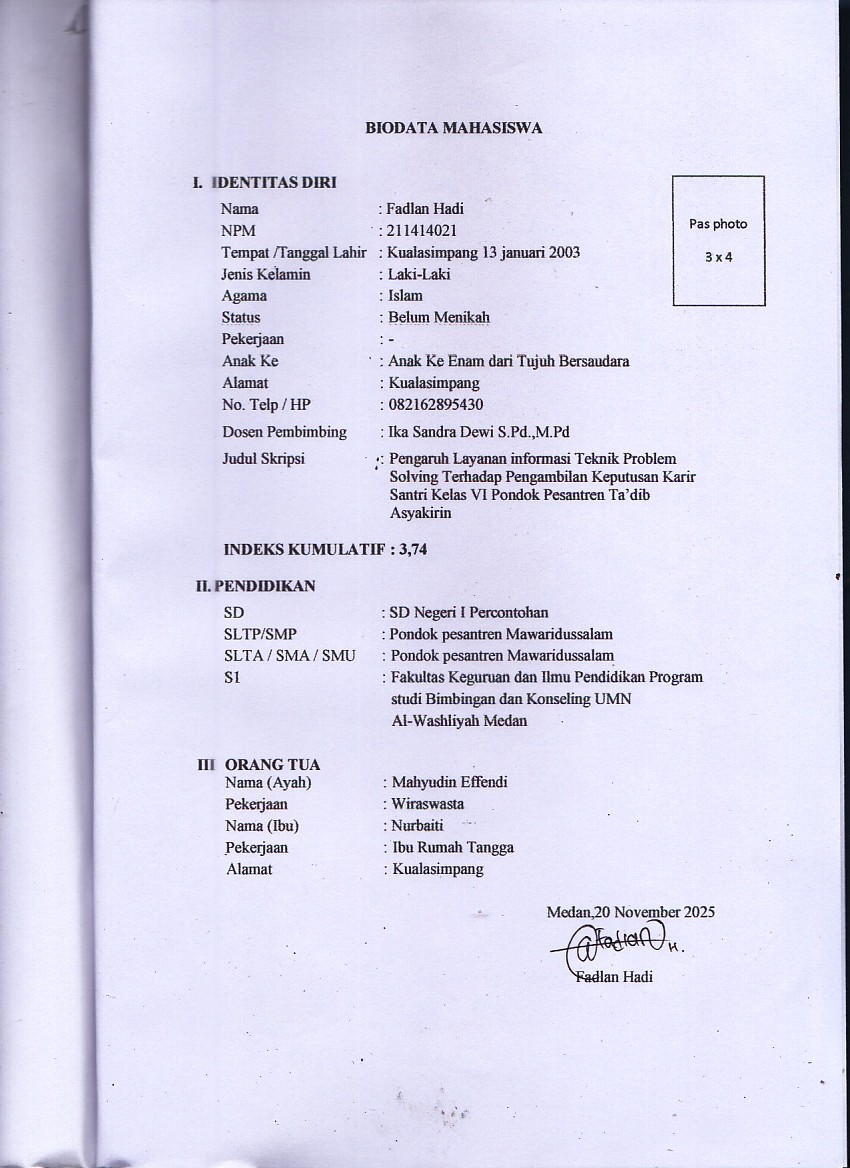 BIODATA MAHASISWA
I. IDENTITAS DIRI
Nama : Fadlan Hadi
NPM : 211414021
Tempat /Tanggal Lahir : Kualasimpang 13 januari 2003
Jenis Kelamin : Laki-Laki
Agama : Islam
Status : Belum Menikah
Pekerjaan : -
Anak Ke : Anak Ke Enam dari Tujuh Bersaudara
Alamat : Kualasimpang
No. Telp / HP : 082162895430
Dosen Pembimbing : Ika Sandra Dewi S.Pd.,M.Pd
Judul Skripsi : Pengaruh Layanan informasi Teknik Problem
Solving Terhadap Pengambilan Keputusan Karir
Santri Kelas VI Pondok Pesantren Ta’dib
Asyakirin
Pas photo
3 x 4
INDEKS KUMULATIF : 3,74
II. PENDIDIKAN
SD : SD Negeri I Percontohan
SLTP/SMP : Pondok pesantren Mawaridussalam
SLTA / SMA / SMU : Pondok pesantren Mawaridussalam
S1 : Fakultas Keguruan dan Ilmu Pendidikan Program
studi Bimbingan dan Konseling UMN
Al-Washliyah Medan
III ORANG TUA
Nama (Ayah) : Mahyudin Effendi
Pekerjaan : Wiraswasta
Nama (Ibu) : Nurbaiti
Pekerjaan : Ibu Rumah Tangga
Alamat : Kualasimpang
Medan,20 November 2025
Fadlan Hadi